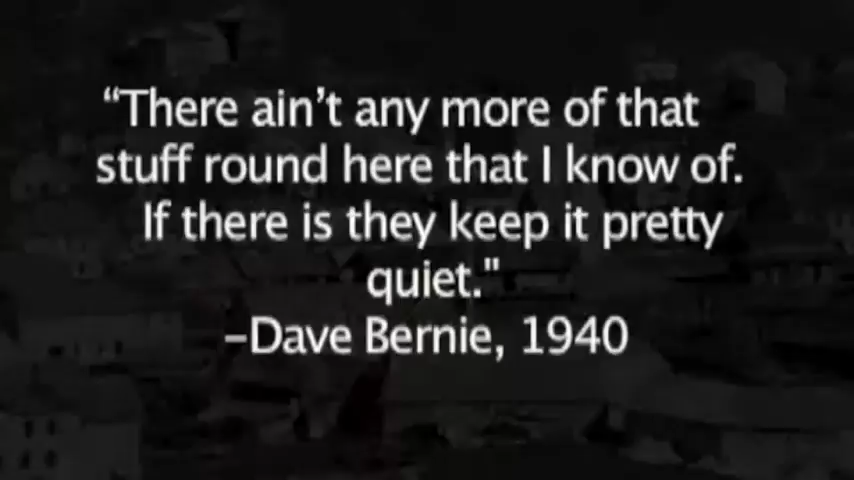 “There ain’t any more of that
stuff round here that I know of.
If there is they keep it pretty
quiet."
–Dave Bernie, 1940